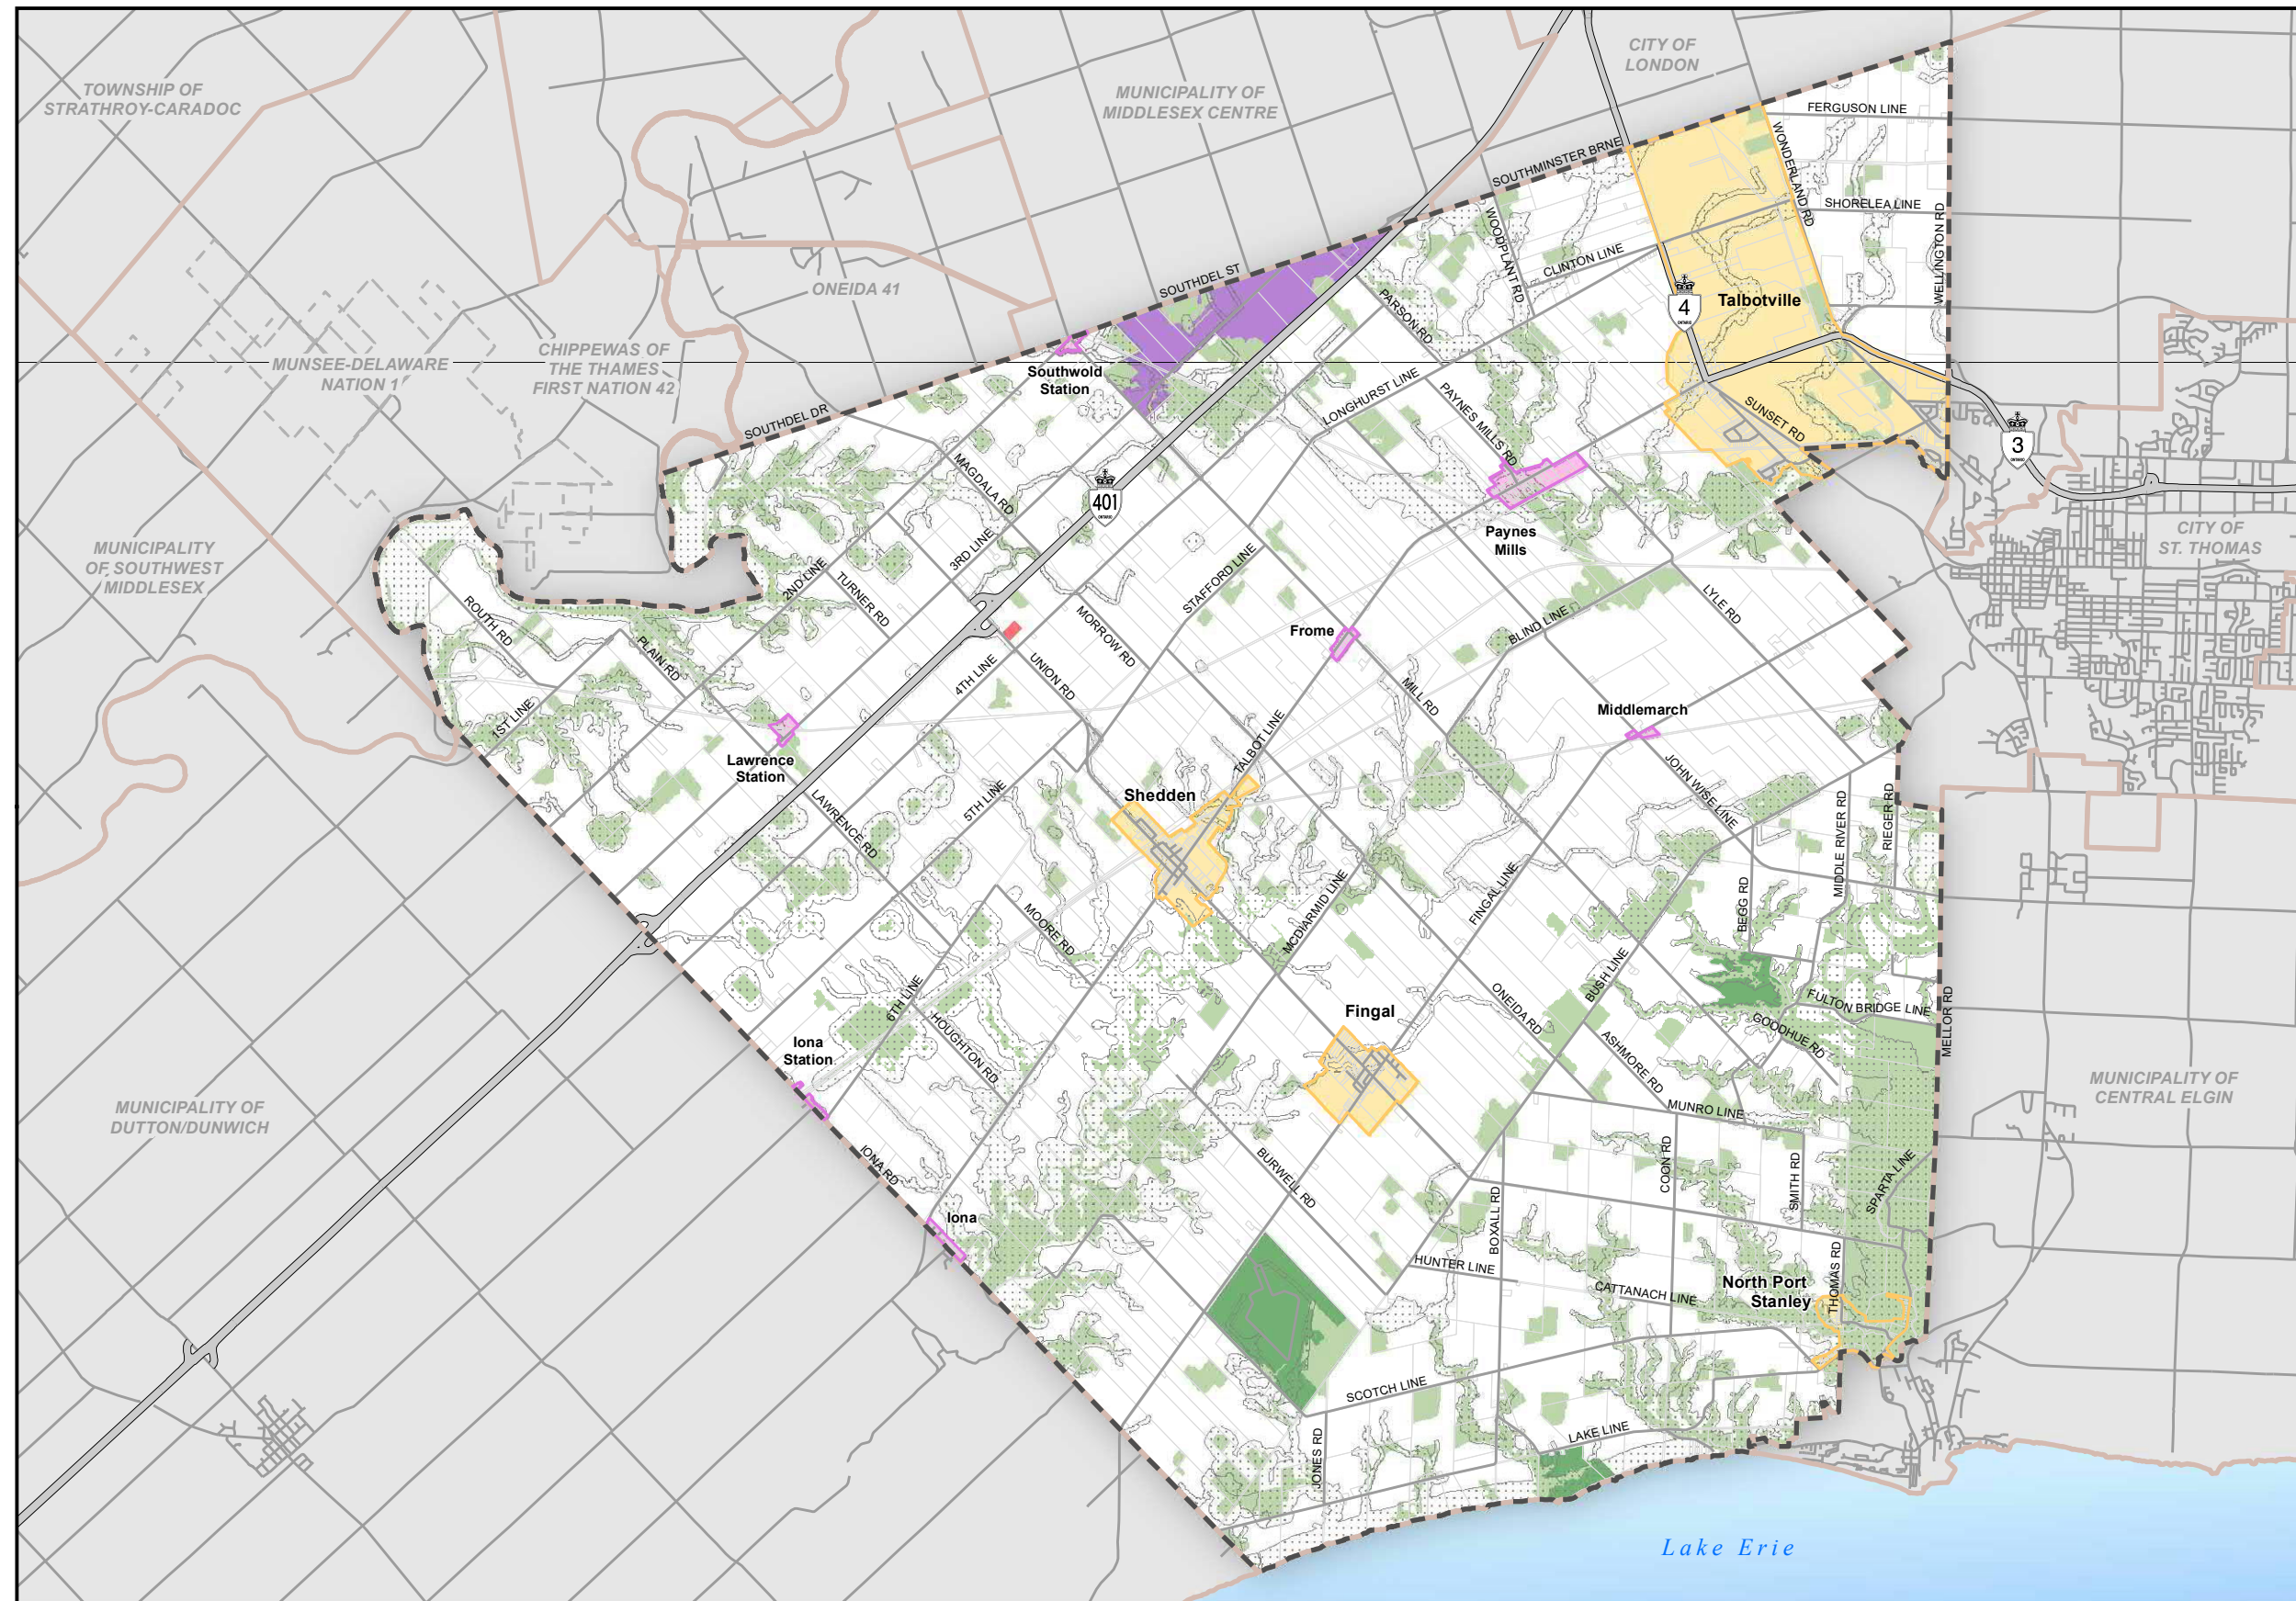 CITY OF
LONDON
TOWNSHIP OF
STRATHROY-CARADOC
MUNICIPALITY OF
MIDDLESEX CENTRE
FERGUSON LINE
WONDERLAND RD
SOUTHMINSTER BRNE
SHORELEA LINE
WELLINGTON RD
WOODPLANT RD
CLINTON LINE
SOUTHDEL ST
ONEIDA 41
PARSON RD
4
ONTARIO
Talbotville
MUNSEE-DELAWARE
NATION 1
CHIPPEWAS OF
THE THAMES
FIRST NATION 42
Southwold
Station
LONGHURST LINE
PAYNES MILLS RD
SUNSET RD
SOUTHDEL DR
3
ONTARIO
MAGDALA RD
401
ONTARIO
Paynes
Mills
CITY OF
ST. THOMAS
MUNICIPALITY
OF SOUTHWEST
MIDDLESEX
3RD LINE
2ND LINE
TURNER RD
STAFFORD LINE
LYLE RD
ROUTH RD
MORROW RD
Frome
BLIND LINE
PLAIN RD
4TH LINE
UNION RD
MILL RD
1ST LINE
Middlemarch
TALBOT LINE
Lawrence
Station
JOHN WISE LINE
Shedden
LAWRENCE RD
5TH LINE
MIDDLE RIVER RD
RIEGER RD
MOORE RD
MCDIARMID LINE
FINGAL LINE
BEGG RD
BUSH LINE
6TH LINE
ONEIDA RD
FULTON BRIDGE LINE
MELLOR RD
Fingal
GOODHUE RD
HOUGHTON RD
Iona
Station
ASHMORE RD
MUNICIPALITY OF
CENTRAL ELGIN
MUNICIPALITY OF
DUTTON/DUNWICH
MUNRO LINE
IONA RD
BURWELL RD
COON RD
SMITH RD
SPARTA LINE
Iona
BOXALL RD
HUNTER LINE
THOMAS RD
CATTANACH LINE
North Port
Stanley
SCOTCH LINE
JONES RD
LAKE LINE
Lake Erie